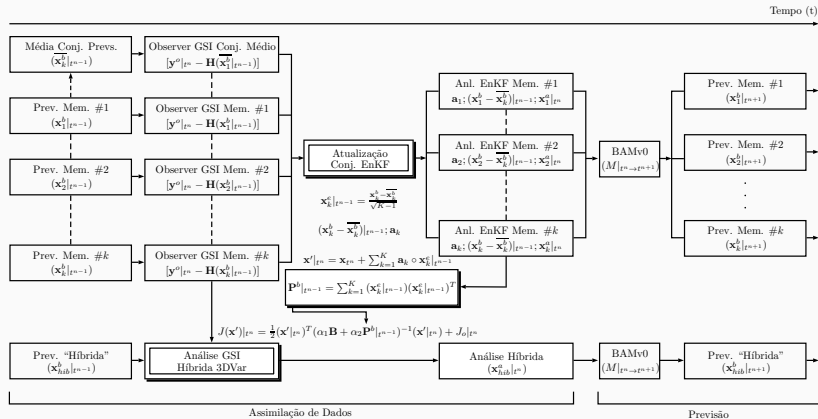 Tempo (t)
Média Conj. Prevs.
(x̄ᵇₖ|ₜₙ₋₁)
Observer GSI Conj. Médio
[yᵒ|ₜₙ − H(x̄ᵇ₁|ₜₙ₋₁)]
Prev. Mem. #1
(xᵇ₁|ₜₙ₋₁)
Observer GSI Mem. #1
[yᵒ|ₜₙ − H(xᵇ₁|ₜₙ₋₁)]
Prev. Mem. #2
(xᵇ₂|ₜₙ₋₁)
Observer GSI Mem. #2
[yᵒ|ₜₙ − H(xᵇ₂|ₜₙ₋₁)]
Prev. Mem. #k
(xᵇₖ|ₜₙ₋₁)
Observer GSI Mem. #k
[yᵒ|ₜₙ − H(xᵇₖ|ₜₙ₋₁)]
Atualização
Conj. EnKF
xᵉₖ|ₜₙ₋₁ = (xᵇₖ − x̄ᵇₖ)/√(K−1)
(xᵇₖ − x̄ᵇₖ)|ₜₙ₋₁; aₖ
Anl. EnKF Mem. #1
a₁; (xᵇ₁ − x̄ᵇₖ)|ₜₙ₋₁; xᵃ₁|ₜₙ
Anl. EnKF Mem. #2
a₂; (xᵇ₂ − x̄ᵇₖ)|ₜₙ₋₁; xᵃ₂|ₜₙ
Anl. EnKF Mem. #k
aₖ; (xᵇₖ − x̄ᵇₖ)|ₜₙ₋₁; xᵃₖ|ₜₙ
BAMv0
(M|ₜₙ→ₜₙ₊₁)
Prev. Mem. #1
(xᵇ₁|ₜₙ₊₁)
Prev. Mem. #2
(xᵇ₂|ₜₙ₊₁)
.
.
.
Prev. Mem. #k
(xᵇₖ|ₜₙ₊₁)
x′|ₜₙ = xₜₙ + ∑ᴷₖ₌₁ aₖ ∘ xᵉₖ|ₜₙ₋₁
Pᵇ|ₜₙ₋₁ = ∑ᴷₖ₌₁ (xᵉₖ|ₜₙ₋₁)(xᵉₖ|ₜₙ₋₁)ᵀ
J(x′)|ₜₙ = ½(x′|ₜₙ)ᵀ(α₁B + α₂Pᵇ|ₜₙ₋₁)⁻¹(x′|ₜₙ) + Jₒ|ₜₙ
Prev. “Híbrida”
(xᵇₕᵢb|ₜₙ₋₁)
Análise GSI
Híbrida 3DVar
Análise Híbrida
(xᵃₕᵢb|ₜₙ)
BAMv0
(M|ₜₙ→ₜₙ₊₁)
Prev. “Híbrida”
(xᵇₕᵢb|ₜₙ₊₁)
Assimilação de Dados
Previsão